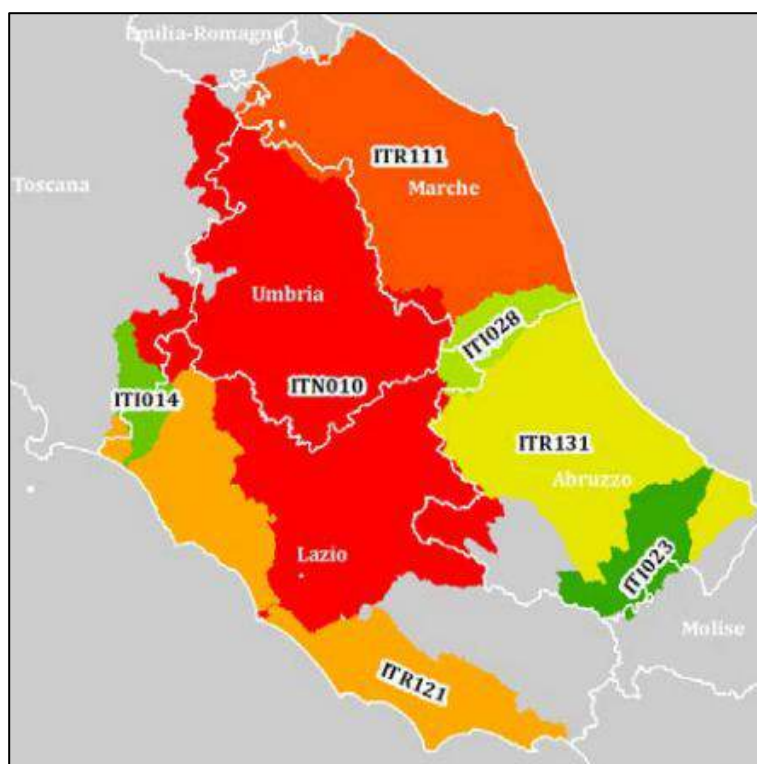 Emilia-Romagna
ITR111
Toscana
Marche
Umbria
ITI028
ITN010
ITI014
ITR131
Abruzzo
Lazio
ITI023
Molise
ITR121